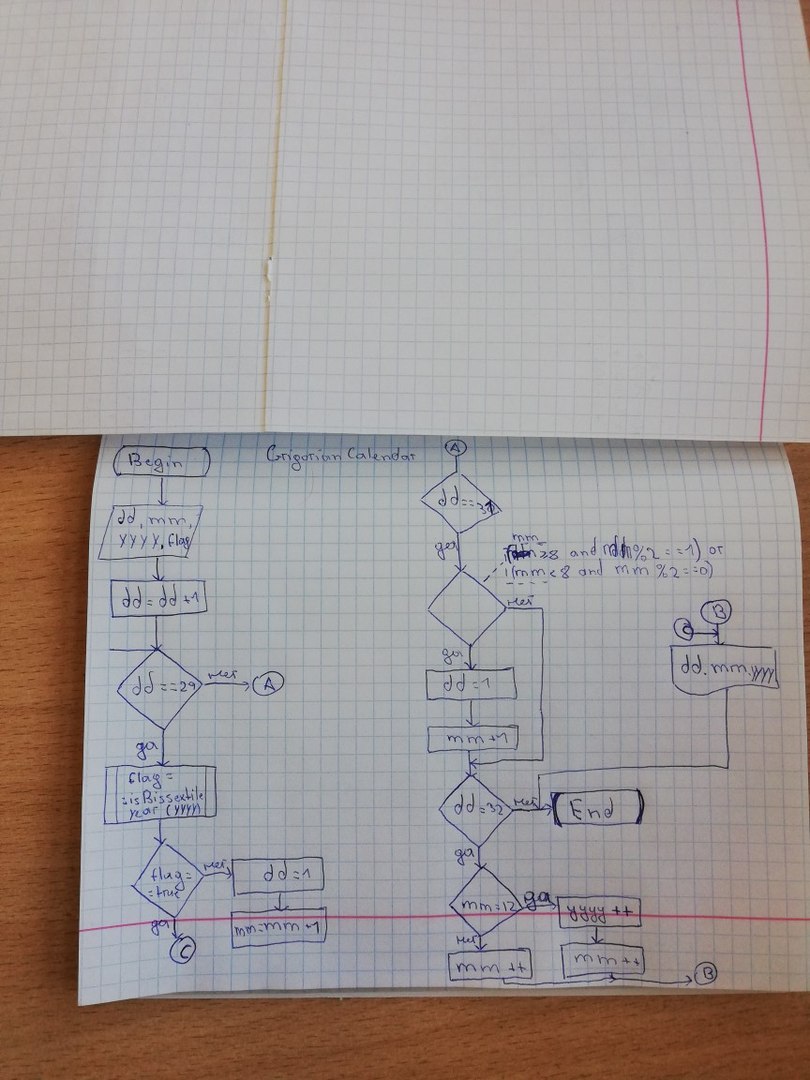 Grigorian Calendar
Begin
dd, mm,
yyyy, flag
dd = dd+1
dd==29
нет
A
да
flag =
=isBissextile
year (yyyy)
flag=
=true
нет
dd=1
mm=mm+1
да
C
A
dd==31
да
mm
≥8 and %2==1) or
(mm<8 and mm%2==0)
нет
да
dd=1
mm+1
dd=32
нет
End
да
mm=12
да
yyyy ++
mm++
нет
mm ++
B
B
C
dd.mm.yyyy